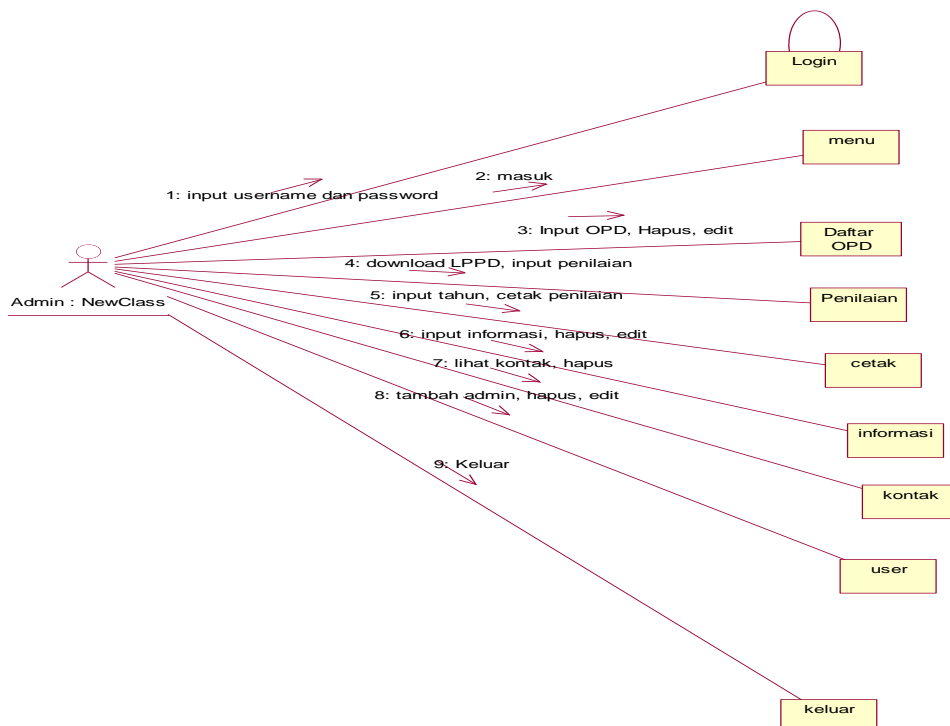 Login
menu
2: masuk
1: input username dan password
3: Input OPD, Hapus, edit
Daftar
OPD
4: download LPPD, input penilaian
Admin : NewClass
5: input tahun, cetak penilaian
Penilaian
6: input informasi, hapus, edit
7: lihat kontak, hapus
cetak
8: tambah admin, hapus, edit
informasi
9: Keluar
kontak
user
keluar